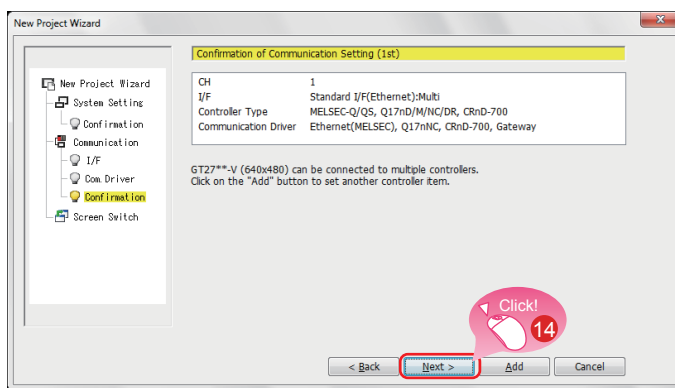 New Project Wizard
x
Confirmation of Communication Setting (1st)
New Project Wizard
System Setting
Confirmation
Communication
I/F
Com. Driver
Confirmation
Screen Switch
CH 1
I/F Standard I/F(Ethernet):Multi
Controller Type MELSEC-Q/QS, Q17nD/M/NC/DR, CRnD-700
Communication Driver Ethernet(MELSEC), Q17nNC, CRnD-700, Gateway
GT27**-V (640x480) can be connected to multiple controllers.
Click on the "Add" button to set another controller item.
Click!
14
< Back Next > Add Cancel